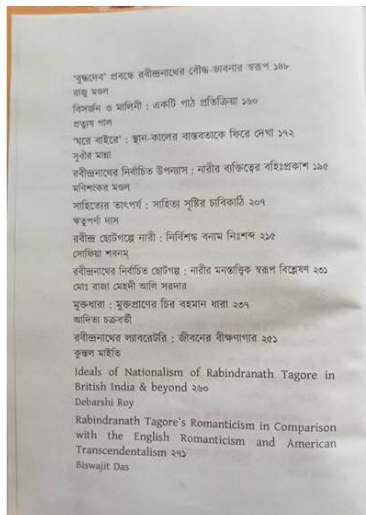 'বুদ্ধদেব' প্রবন্ধে রবীন্দ্রনাথের বৌদ্ধ-ভাবনার স্বরূপ ১৪৮
রাজু মণ্ডল
বিসর্জন ও মালিনী : একটি পাঠ প্রতিক্রিয়া ১৬০
প্রত্যুষ পাল
'ঘরে বাইরে' : স্থান-কালের বাস্তবতাকে ফিরে দেখা ১৭২
সুবীর মান্না
রবীন্দ্রনাথের নির্বাচিত উপন্যাস : নারীর ব্যক্তিত্বের বহিঃপ্রকাশ ১৯৫
মণিশংকর মণ্ডল
সাহিত্যের তাৎপর্য : সাহিত্য সৃষ্টির চাবিকাঠি ২০৭
ঋতুপর্ণা দাস
রবীন্দ্র ছোটগল্পে নারী : নির্বিশঙ্ক বনাম নিঃশব্দ ২১৫
সোফিয়া শবনম্
রবীন্দ্রনাথের নির্বাচিত ছোটগল্প : নারীর মনস্তাত্ত্বিক স্বরূপ বিশ্লেষণ ২৩১
মোঃ রাজা মেহদী আলি সরদার
মুক্তধারা : মুক্তপ্রাণের চির বহমান ধারা ২৩৭
আদিত্য চক্রবর্তী
রবীন্দ্রনাথের ল্যাবরেটরি : জীবনের বীক্ষণাগার ২৫১
কুন্তল মাইতি
Ideals of Nationalism of Rabindranath Tagore in
British India & beyond ২৬০
Debarshi Roy
Rabindranath Tagore's Romanticism in Comparison
with the English Romanticism and American
Transcendentalism ২৭১
Biswajit Das